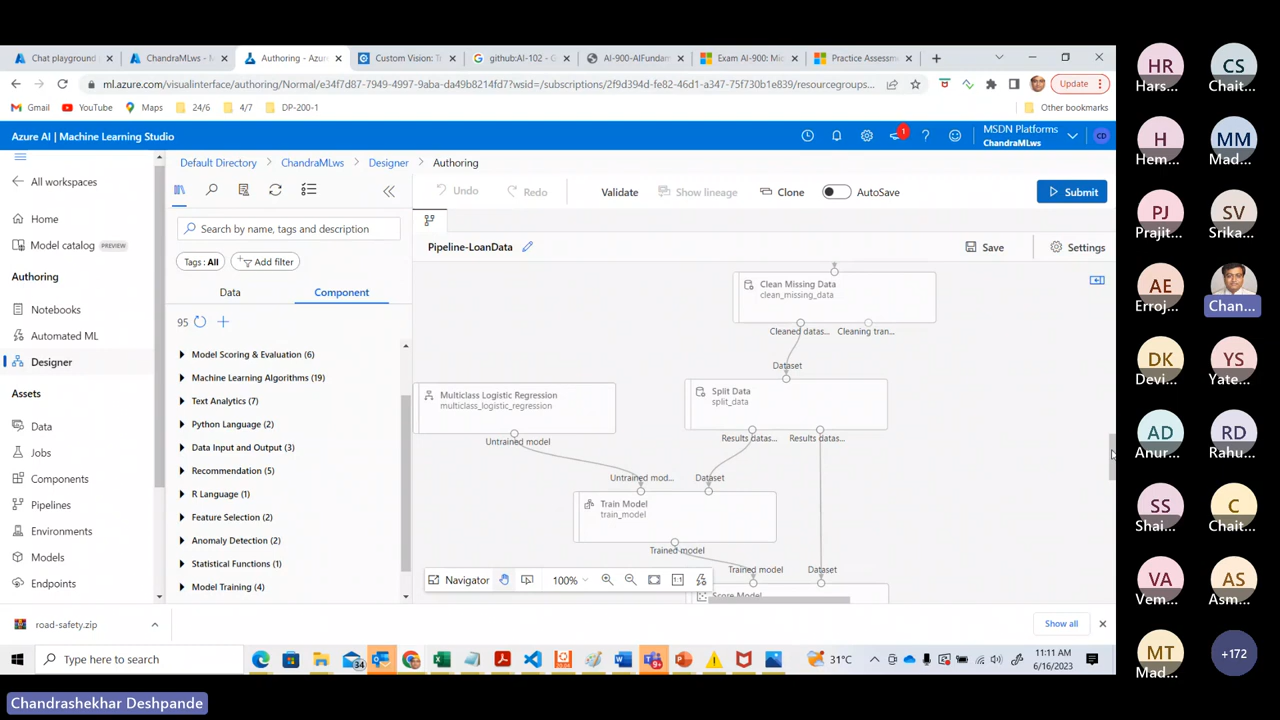 Chat playground
ChandraMLws - M
Authoring - Azure
Custom Vision: Tr
github:AI-102 - G
AI-900-AIFundam
Exam AI-900: Mic
Practice Assessm
ml.azure.com/visualinterface/authoring/Normal/e34f7d87-7949-4997-9aba-da49b8214fd7?wsid=/subscriptions/2f9d394d-fe82-46d1-a347-75f730b1e839/resourcegroups...
Update
Gmail
YouTube
Maps
24/6
4/7
DP-200-1
Other bookmarks
Azure AI | Machine Learning Studio
1
MSDN Platforms
ChandraMLws
CD
All workspaces
Home
Model catalog PREVIEW
Authoring
Notebooks
Automated ML
Designer
Assets
Data
Jobs
Components
Pipelines
Environments
Models
Endpoints
Default Directory > ChandraMLws > Designer > Authoring
Search by name, tags and description
Tags : All
Add filter
Data
Component
95
Model Scoring & Evaluation (6)
Machine Learning Algorithms (19)
Text Analytics (7)
Python Language (2)
Data Input and Output (3)
Recommendation (5)
R Language (1)
Feature Selection (2)
Anomaly Detection (2)
Statistical Functions (1)
Model Training (4)
Undo
Redo
Validate
Show lineage
Clone
AutoSave
Submit
Pipeline-LoanData
Save
Settings
Clean Missing Data
clean_missing_data
Cleaned datas...
Cleaning tran...
Dataset
Multiclass Logistic Regression
multiclass_logistic_regression
Untrained model
Split Data
split_data
Results datas...
Results datas...
Untrained mod...
Dataset
Train Model
train_model
Trained model
Trained model
Dataset
Score Model
Navigator
100%
1:1
road-safety.zip
Show all
Type here to search
34
9+
31°C
11:11 AM
6/16/2023
Chandrashekhar Deshpande
HR
Hars...
CS
Chait...
H
Hem...
MM
Mad...
PJ
Prajit...
SV
Srika...
AE
Erroj...
Chan...
DK
Devi...
YS
Yate...
AD
Anur...
RD
Rahu...
SS
Shai...
C
Chait...
VA
Vem...
AS
Asm...
MT
Mad...
+172